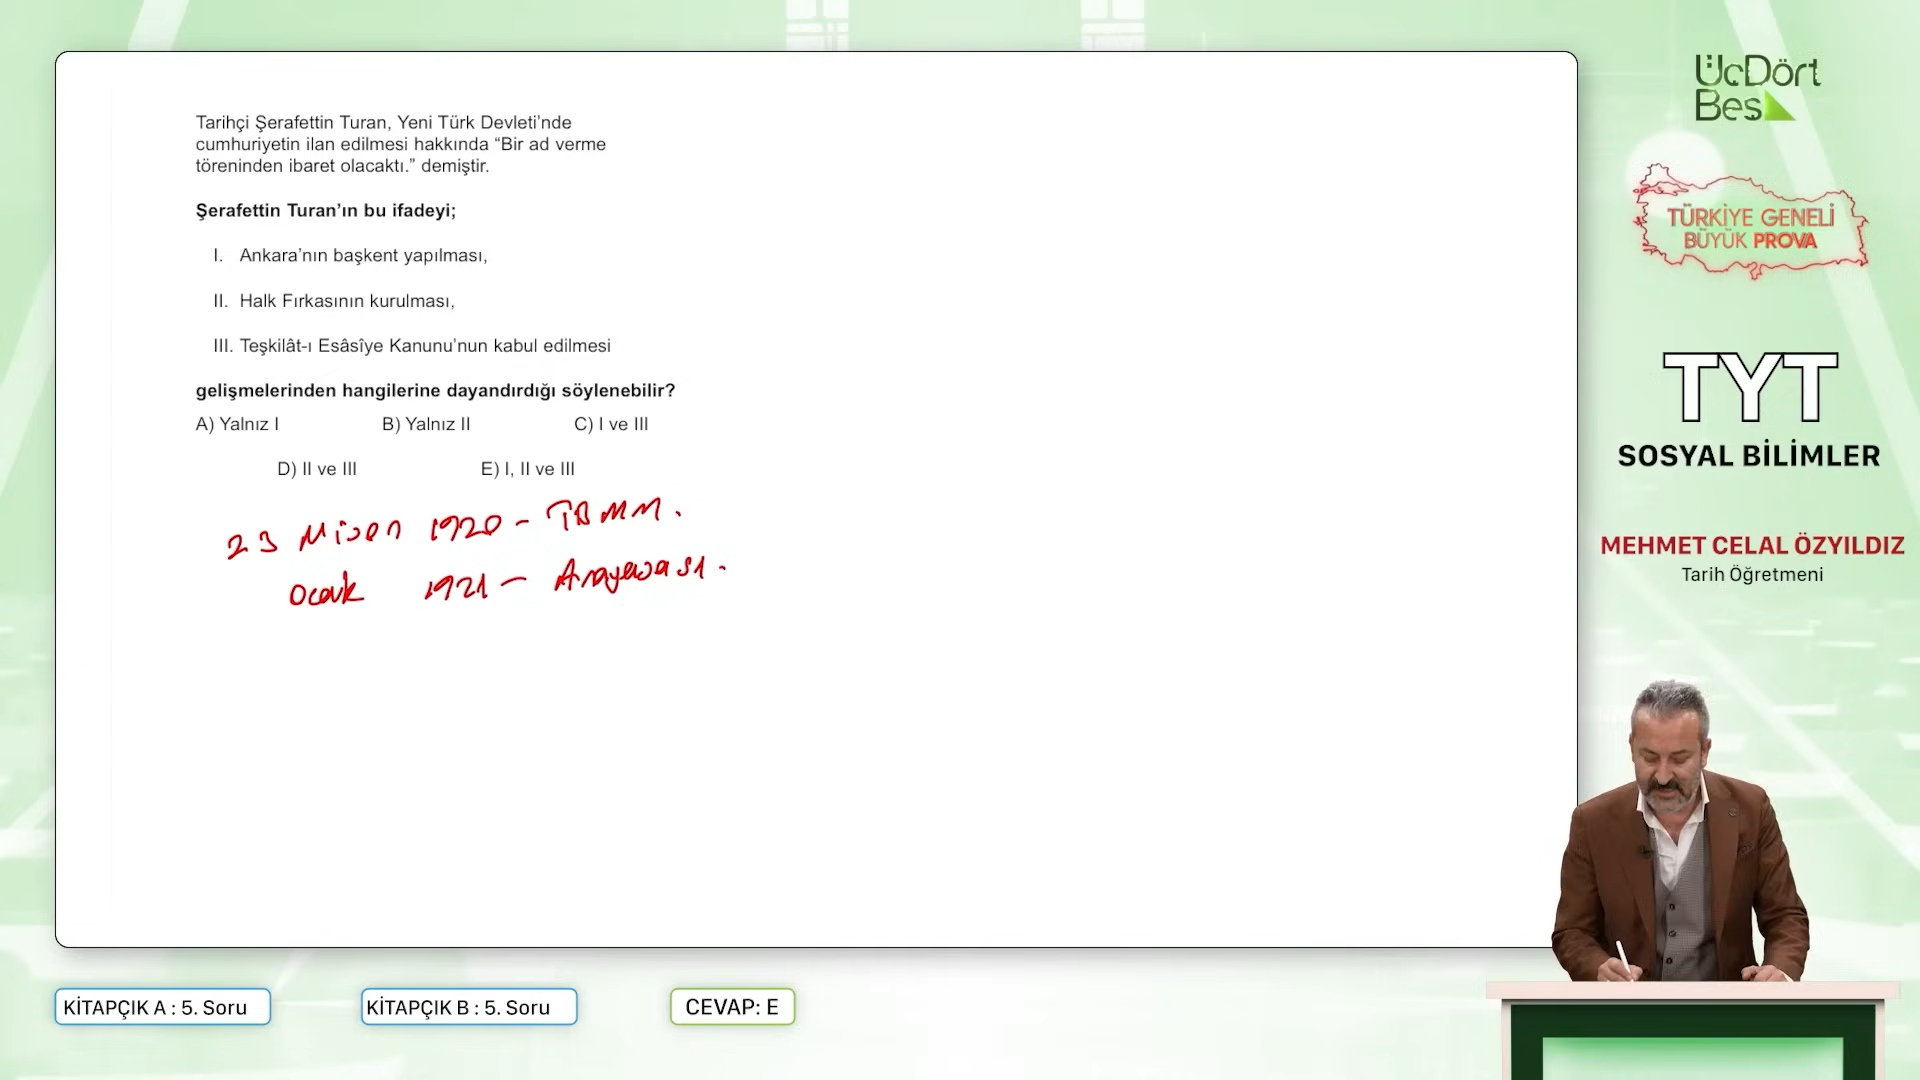 Tarihçi Şerafettin Turan, Yeni Türk Devleti’nde
cumhuriyetin ilan edilmesi hakkında “Bir ad verme
töreninden ibaret olacaktı.” demiştir.
Şerafettin Turan’ın bu ifadeyi;
I. Ankara’nın başkent yapılması,
II. Halk Fırkasının kurulması,
III. Teşkilât-ı Esâsîye Kanunu’nun kabul edilmesi
gelişmelerinden hangilerine dayandırdığı söylenebilir?
A) Yalnız I B) Yalnız II C) I ve III
D) II ve III E) I, II ve III
23 Nisan 1920 - TBMM.
Ocak 1921 - Anayasası.
KİTAPÇIK A : 5. Soru
KİTAPÇIK B : 5. Soru
CEVAP: E
ÜçDört
Beş
TÜRKİYE GENELİ
BÜYÜK PROVA
TYT
SOSYAL BİLİMLER
MEHMET CELAL ÖZYILDIZ
Tarih Öğretmeni